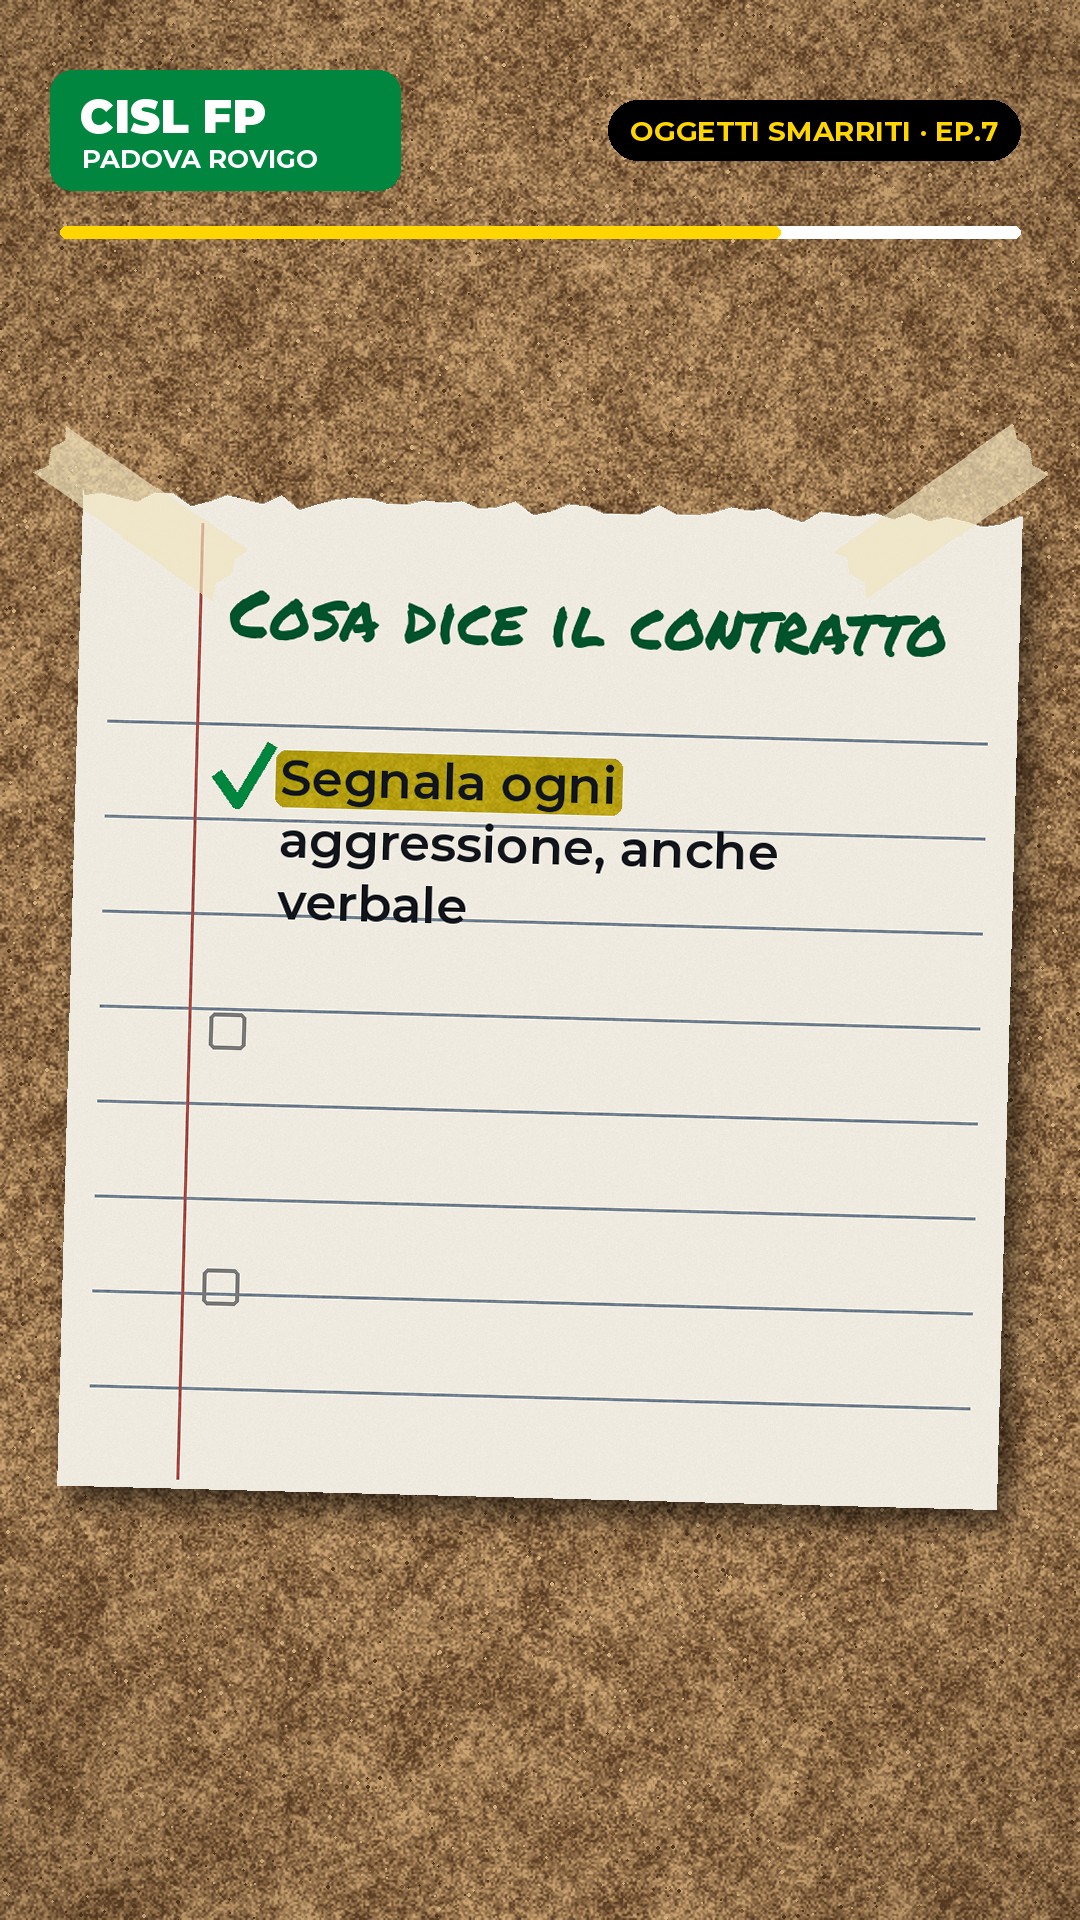 CISL FP
PADOVA ROVIGO
OGGETTI SMARRITI · EP.7
COSA DICE IL CONTRATTO
Segnala ogni
aggressione, anche
verbale